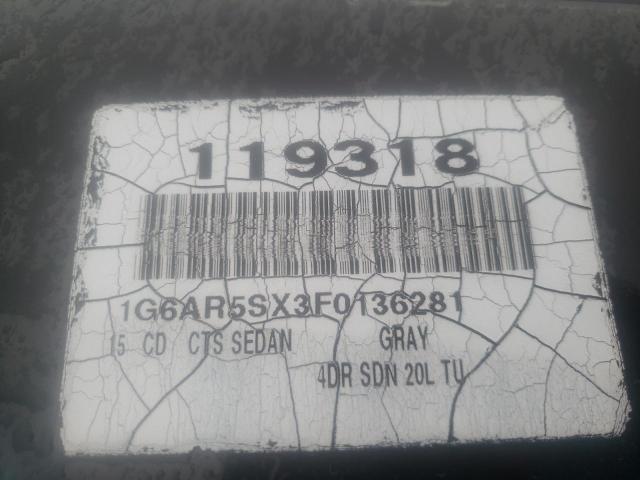 119318
1G6AR5SX3F0136281
15 CD CTS SEDAN GRAY
4DR SDN 20L TU